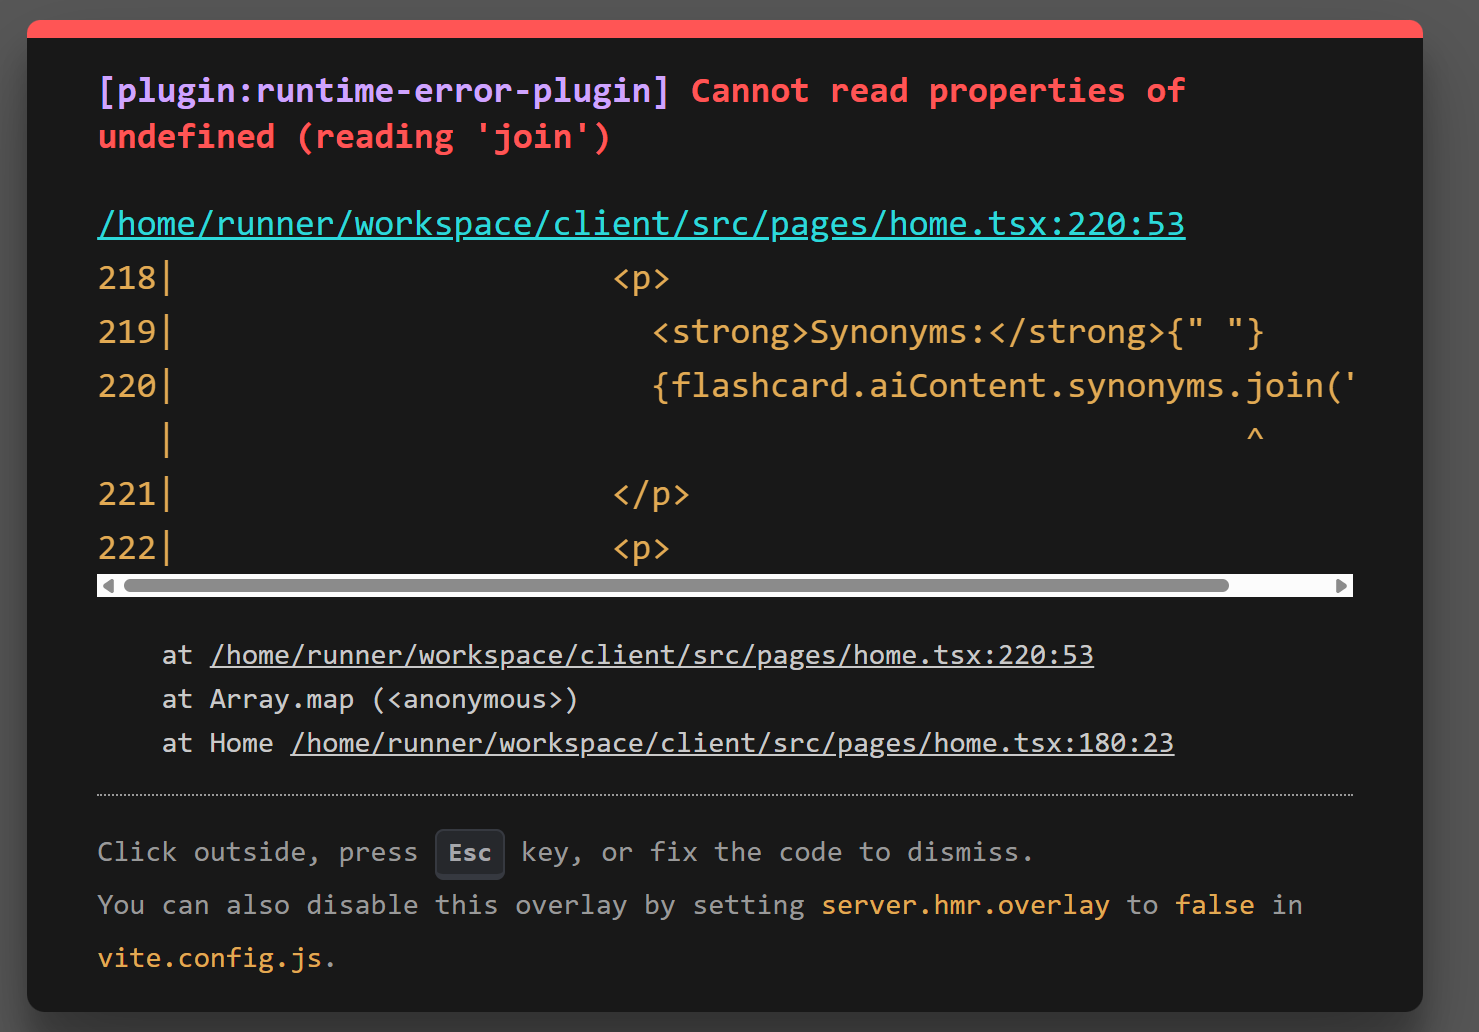 [plugin:runtime-error-plugin] Cannot read properties of
undefined (reading 'join')
/home/runner/workspace/client/src/pages/home.tsx:220:53
218|                      <p>
219|                        <strong>Synonyms:</strong>{" "}
220|                        {flashcard.aiContent.synonyms.join('
   |                                                      ^
221|                      </p>
222|                      <p>
at /home/runner/workspace/client/src/pages/home.tsx:220:53
at Array.map (<anonymous>)
at Home /home/runner/workspace/client/src/pages/home.tsx:180:23
Click outside, press Esc key, or fix the code to dismiss.
You can also disable this overlay by setting server.hmr.overlay to false in
vite.config.js.